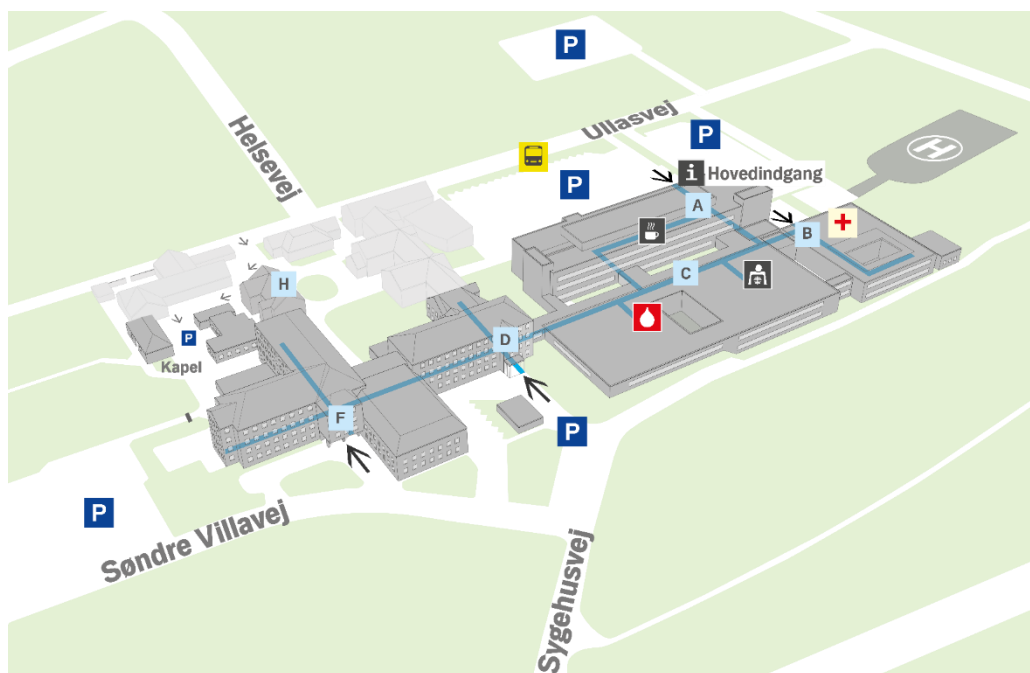 P
Helsevej
Ullasvej
P
P
i Hovedindgang
H
A
B
C
H
P
Kapel
D
F
P
P
Søndre Villavej
Sygehusvej